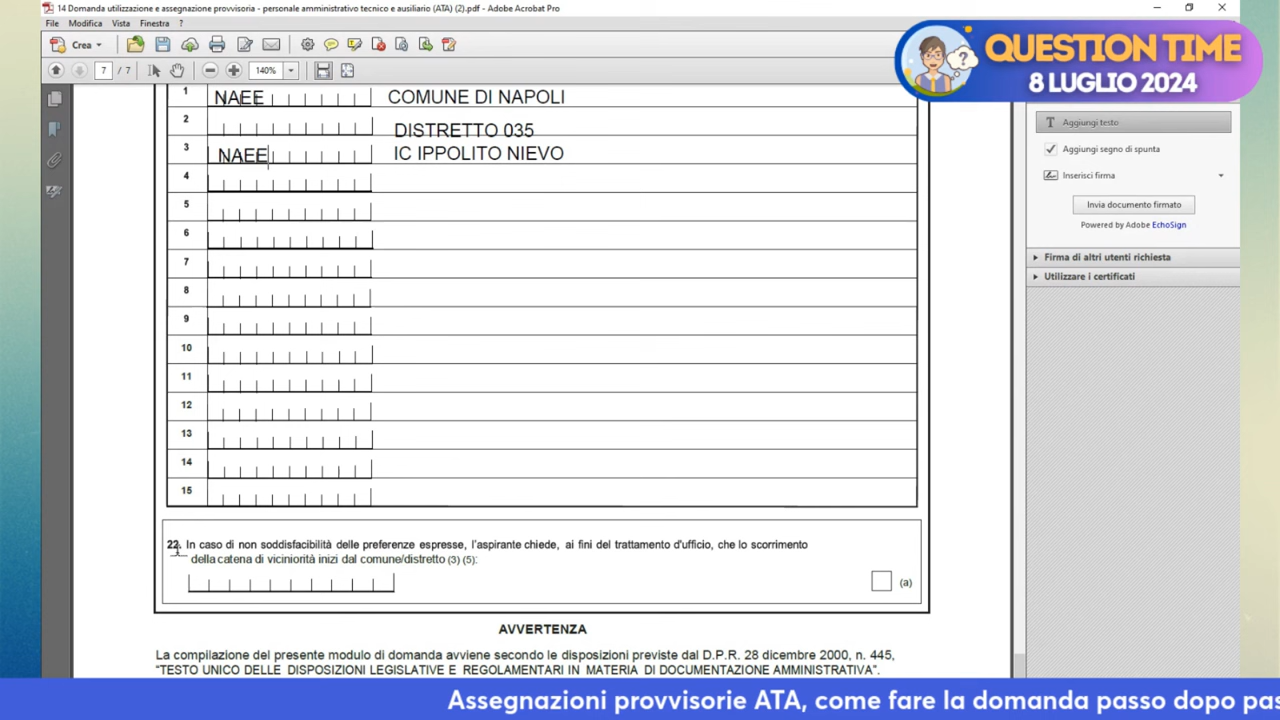 14 Domanda utilizzazione e assegnazione provvisoria - personale amministrativo tecnico e ausiliario (ATA) (2).pdf - Adobe Acrobat Pro
File Modifica Vista Finestra ?
Crea
7 / 7 140%
QUESTION TIME
8 LUGLIO 2024
1 NAEE COMUNE DI NAPOLI
2 DISTRETTO 035
3 NAEE IC IPPOLITO NIEVO
4
5
6
7
8
9
10
11
12
13
14
15
T Aggiungi testo
Aggiungi segno di spunta
Inserisci firma
Invia documento firmato
Powered by Adobe EchoSign
Firma di altri utenti richiesta
Utilizzare i certificati
22. In caso di non soddisfacibilità delle preferenze espresse, l'aspirante chiede, ai fini del trattamento d'ufficio, che lo scorrimento
della catena di viciniorità inizi dal comune/distretto (3) (5):
(a)
AVVERTENZA
La compilazione del presente modulo di domanda avviene secondo le disposizioni previste dal D.P.R. 28 dicembre 2000, n. 445,
"TESTO UNICO DELLE DISPOSIZIONI LEGISLATIVE E REGOLAMENTARI IN MATERIA DI DOCUMENTAZIONE AMMINISTRATIVA".
Assegnazioni provvisorie ATA, come fare la domanda passo dopo pas